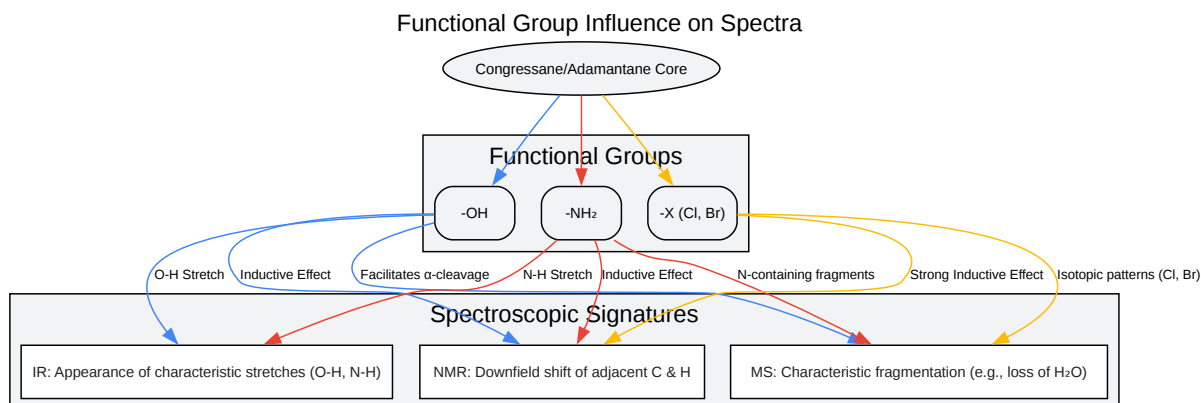 Functional Group Influence on Spectra
Congressane/Adamantane Core
Functional Groups
-OH
-NH₂
-X (Cl, Br)
O-H Stretch
Inductive Effect
Facilitates α-cleavage
N-H Stretch
Inductive Effect
N-containing fragments
Strong Inductive Effect
Isotopic patterns (Cl, Br)
Spectroscopic Signatures
IR: Appearance of characteristic stretches (O-H, N-H)
NMR: Downfield shift of adjacent C & H
MS: Characteristic fragmentation (e.g., loss of H₂O)